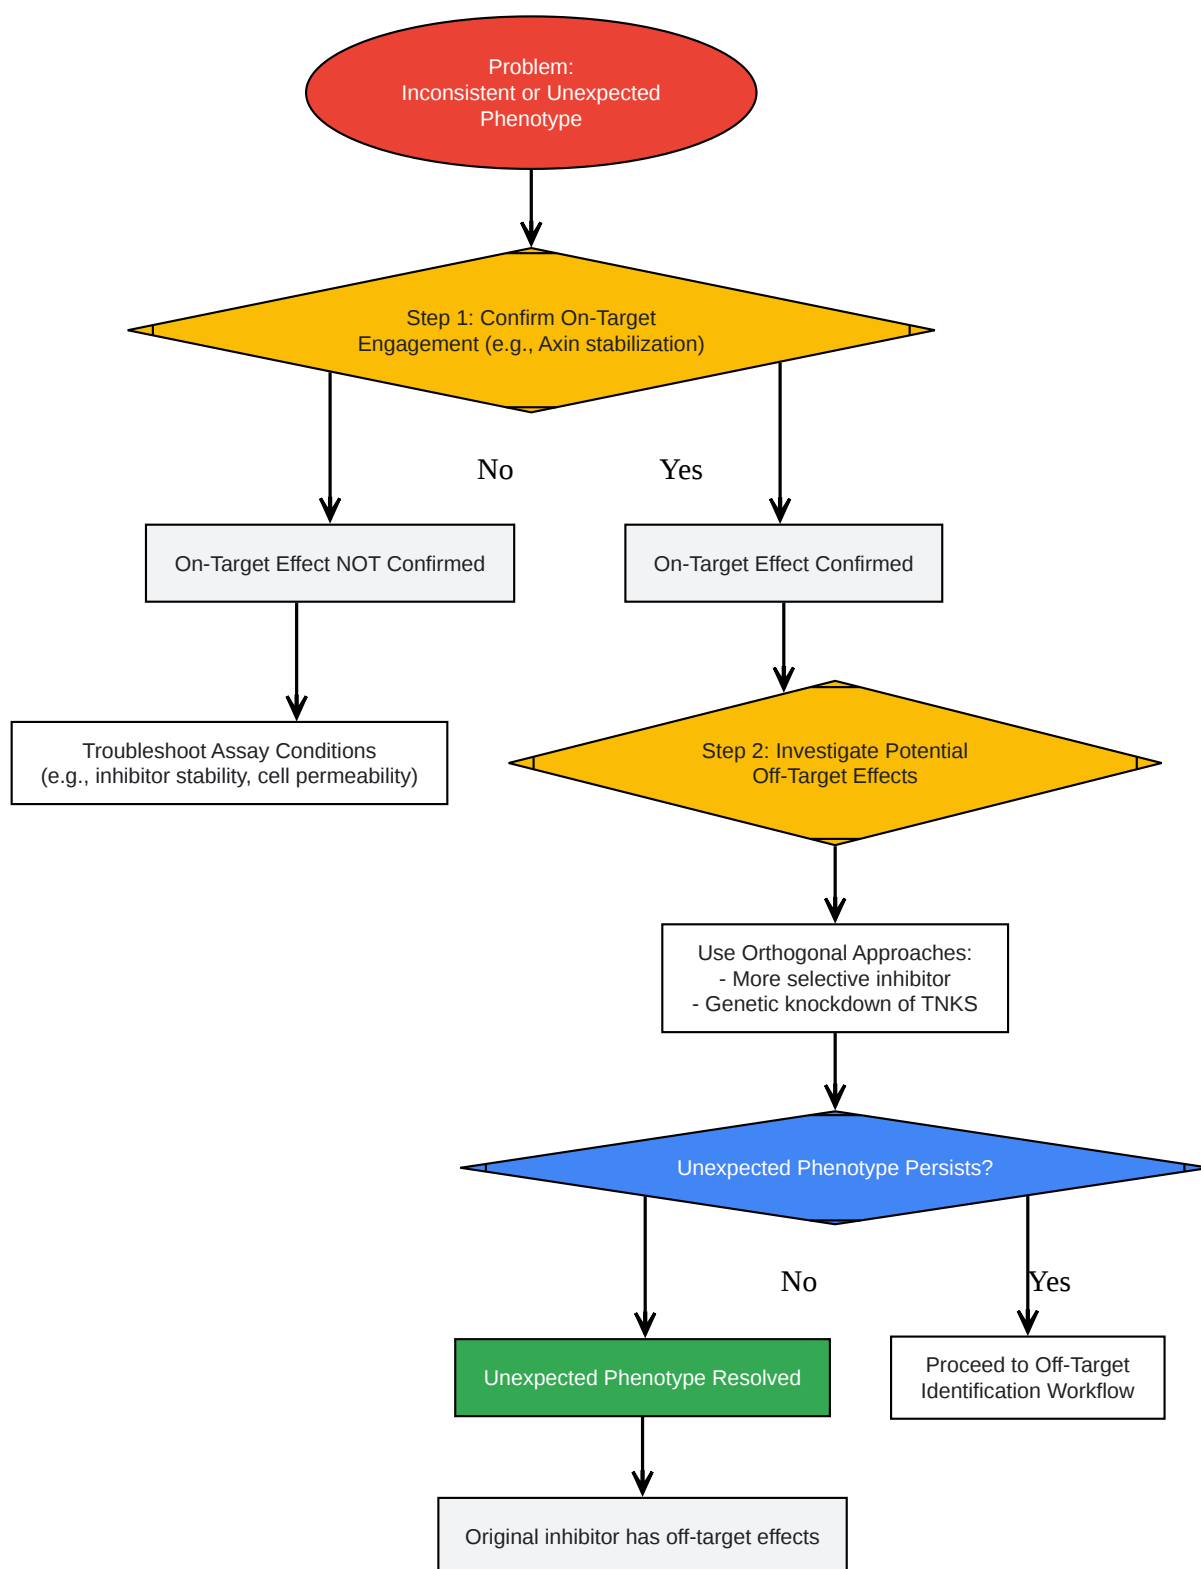 Problem:
Inconsistent or Unexpected
Phenotype
Step 1: Confirm On-Target
Engagement (e.g., Axin stabilization)
No
Yes
On-Target Effect NOT Confirmed
On-Target Effect Confirmed
Troubleshoot Assay Conditions
(e.g., inhibitor stability, cell permeability)
Step 2: Investigate Potential
Off-Target Effects
Use Orthogonal Approaches:
- More selective inhibitor
- Genetic knockdown of TNKS
Unexpected Phenotype Persists?
No
Yes
Unexpected Phenotype Resolved
Proceed to Off-Target
Identification Workflow
Original inhibitor has off-target effects